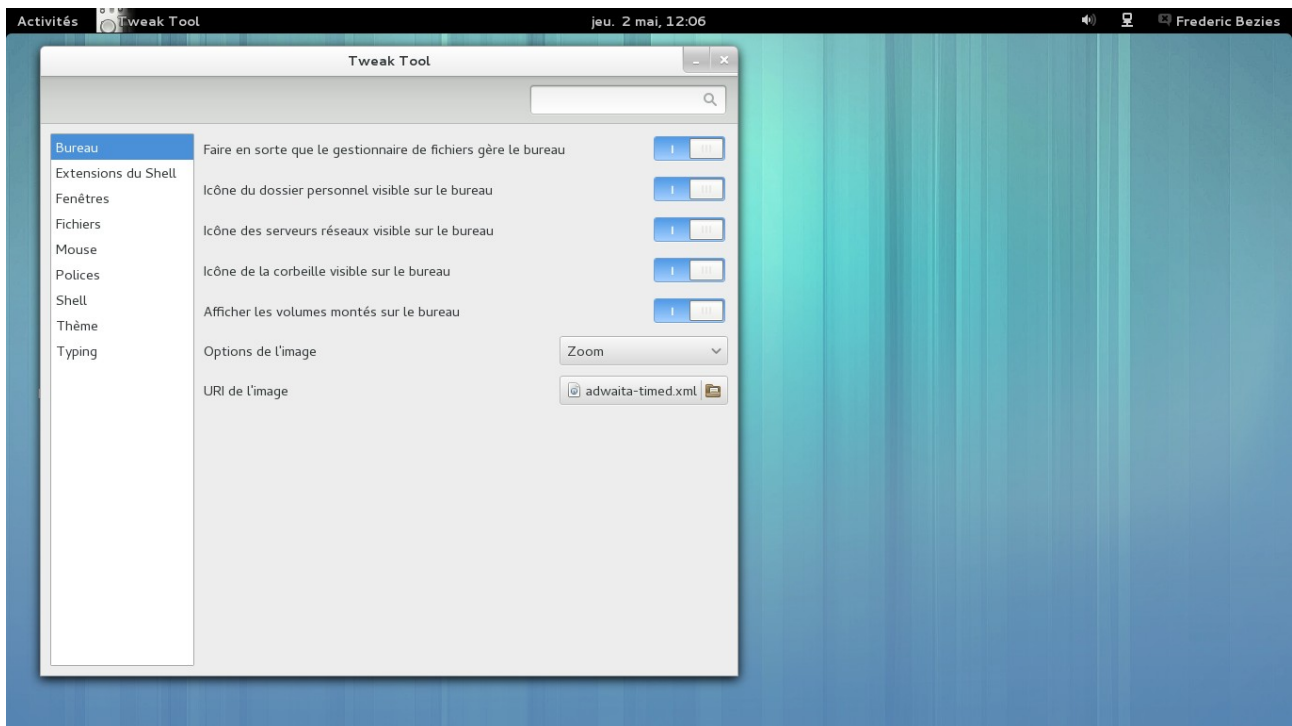 Activités Tweak Tool jeu. 2 mai, 12:06 Frederic Bezies
Tweak Tool
Bureau
Extensions du Shell
Fenêtres
Fichiers
Mouse
Polices
Shell
Thème
Typing
Faire en sorte que le gestionnaire de fichiers gère le bureau
Icône du dossier personnel visible sur le bureau
Icône des serveurs réseaux visible sur le bureau
Icône de la corbeille visible sur le bureau
Afficher les volumes montés sur le bureau
Options de l'image Zoom
URI de l'image adwaita-timed.xml